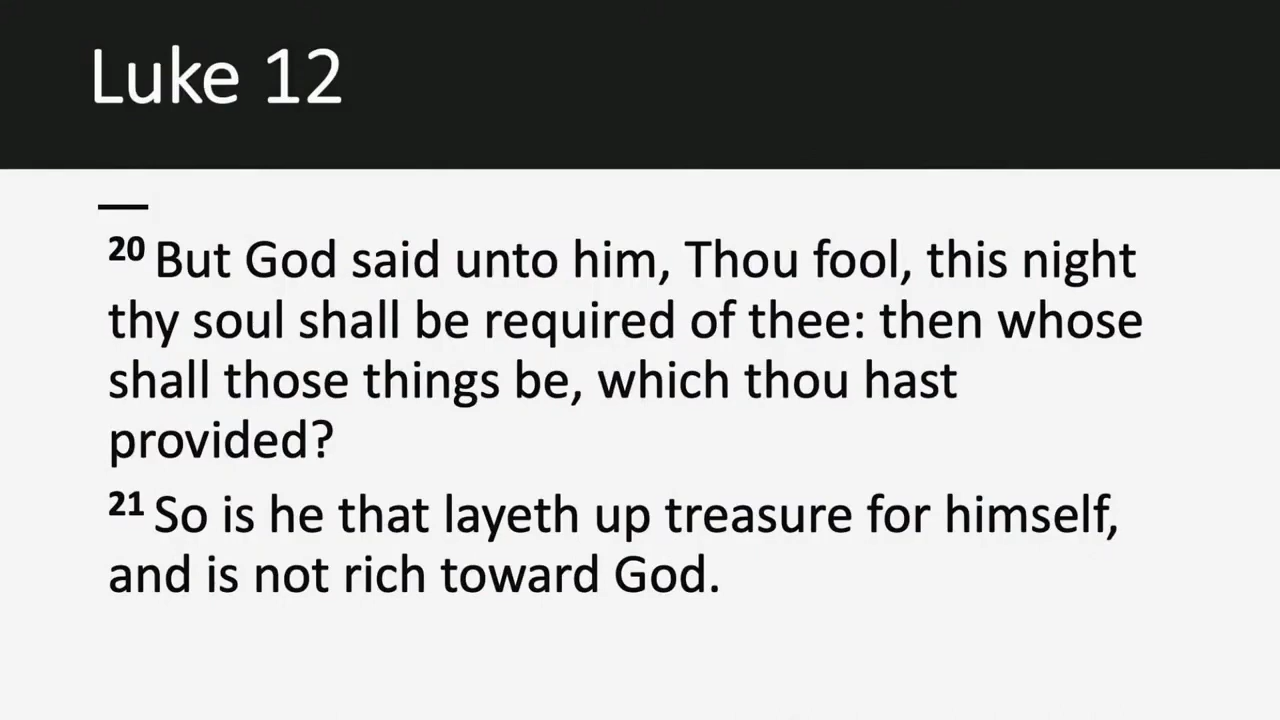 Luke 12
20 But God said unto him, Thou fool, this night
thy soul shall be required of thee: then whose
shall those things be, which thou hast
provided?
21 So is he that layeth up treasure for himself,
and is not rich toward God.